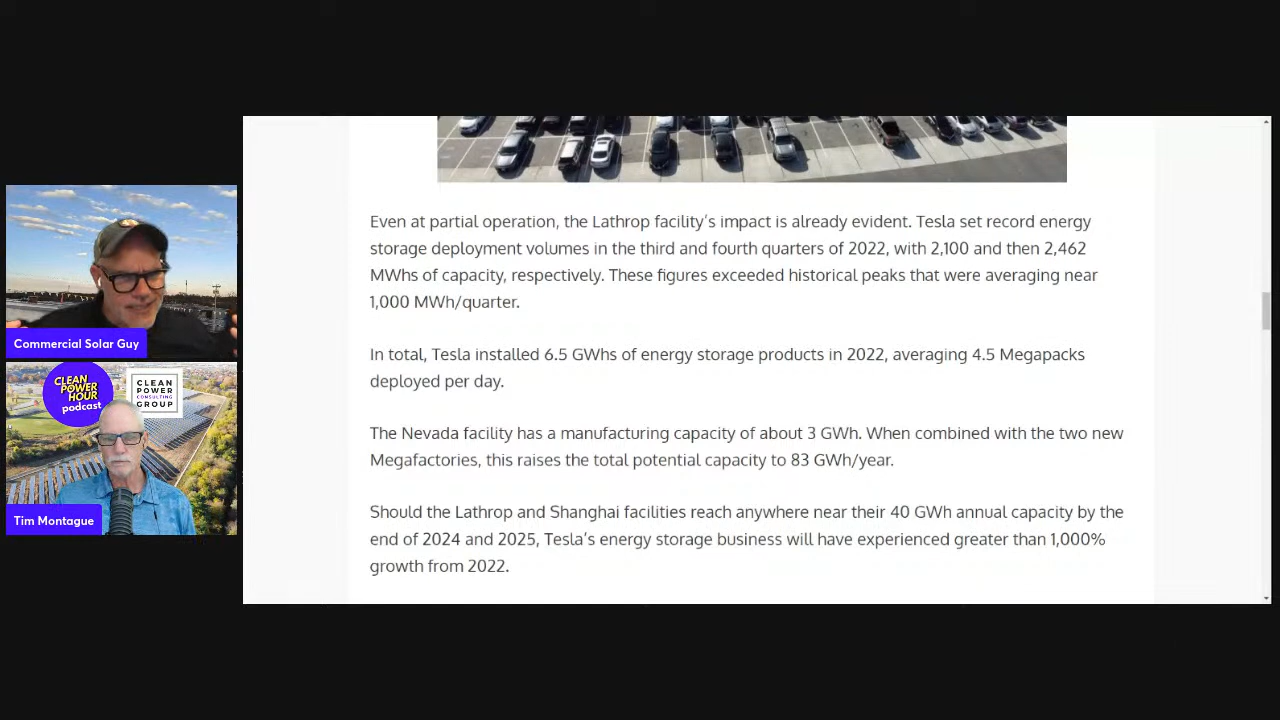 Even at partial operation, the Lathrop facility's impact is already evident. Tesla set record energy
storage deployment volumes in the third and fourth quarters of 2022, with 2,100 and then 2,462
MWhs of capacity, respectively. These figures exceeded historical peaks that were averaging near
1,000 MWh/quarter.
In total, Tesla installed 6.5 GWhs of energy storage products in 2022, averaging 4.5 Megapacks
deployed per day.
The Nevada facility has a manufacturing capacity of about 3 GWh. When combined with the two new
Megafactories, this raises the total potential capacity to 83 GWh/year.
Should the Lathrop and Shanghai facilities reach anywhere near their 40 GWh annual capacity by the
end of 2024 and 2025, Tesla's energy storage business will have experienced greater than 1,000%
growth from 2022.
Commercial Solar Guy
CLEAN
POWER
HOUR
podcast
CLEAN
POWER
CONSULTING
GROUP
Tim Montague